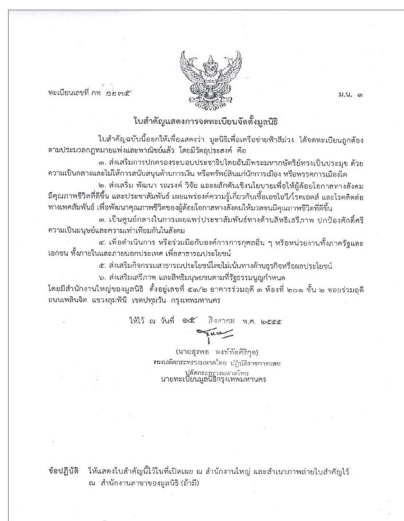 ทะเบียนเลขที่ กท ๒๒๓๕
ม.น. ๓
ใบสำคัญแสดงการจดทะเบียนจัดตั้งมูลนิธิ
ใบสำคัญฉบับนี้ออกให้เพื่อแสดงว่า มูลนิธิเพื่อเครือข่ายฟ้าสีม่วง ได้จดทะเบียนถูกต้อง
ตามประมวลกฎหมายแพ่งและพาณิชย์แล้ว โดยมีวัตถุประสงค์ คือ
๑. ส่งเสริมการปกครองระบอบประชาธิปไตยอันมีพระมหากษัตริย์ทรงเป็นประมุข ด้วย
ความเป็นกลางและไม่ให้การสนับสนุนด้านการเงิน หรือทรัพย์สินแก่นักการเมือง หรือพรรคการเมืองใด
๒. ส่งเสริม พัฒนา รณรงค์ วิจัย และผลักดันเชิงนโยบายเพื่อให้ผู้ด้อยโอกาสทางสังคม
มีคุณภาพชีวิตที่ดีขึ้น และประชาสัมพันธ์ เผยแพร่องค์ความรู้เกี่ยวกับเชื้อเอชไอวี/โรคเอดส์ และโรคติดต่อ
ทางเพศสัมพันธ์ เพื่อพัฒนาคุณภาพชีวิตของผู้ด้อยโอกาสทางสังคมให้มวลชนมีคุณภาพชีวิตที่ดีขึ้น
๓. เป็นศูนย์กลางในการเผยแพร่ประชาสัมพันธ์ทางด้านสิทธิเสรีภาพ ปกป้องศักดิ์ศรี
ความเป็นมนุษย์และความเท่าเทียมกันในสังคม
๔. เพื่อดำเนินการ หรือร่วมมือกับองค์การการกุศลอื่น ๆ หรือหน่วยงานทั้งภาครัฐและ
เอกชน ทั้งภายในและภายนอกประเทศ เพื่อสาธารณประโยชน์
๕. ส่งเสริมกิจกรรมสาธารณประโยชน์โดยไม่เน้นทางด้านธุรกิจหรือผลประโยชน์
๖. ส่งเสริมเสรีภาพ และสิทธิมนุษยชนตามที่รัฐธรรมนูญกำหนด
โดยมีสำนักงานใหญ่ของมูลนิธิ ตั้งอยู่เลขที่ ๕๓/๒ อาคารร่วมฤดี ๓ ห้องที่ ๒๐๑ ชั้น ๒ ซอยร่วมฤดี
ถนนเพลินจิต แขวงลุมพินี เขตปทุมวัน กรุงเทพมหานคร
ให้ไว้ ณ วันที่ ๑๕ สิงหาคม พ.ศ. ๒๕๕๕
(นายสุรพล พงษ์ทัดศิริกุล)
รองปลัดกระทรวงมหาดไทย ปฏิบัติราชการแทน
ปลัดกระทรวงมหาดไทย
นายทะเบียนมูลนิธิกรุงเทพมหานคร
ข้อปฏิบัติ ให้แสดงใบสำคัญนี้ไว้ในที่เปิดเผย ณ สำนักงานใหญ่ และสำเนาภาพถ่ายใบสำคัญไว้
ณ สำนักงานสาขาของมูลนิธิ (ถ้ามี)